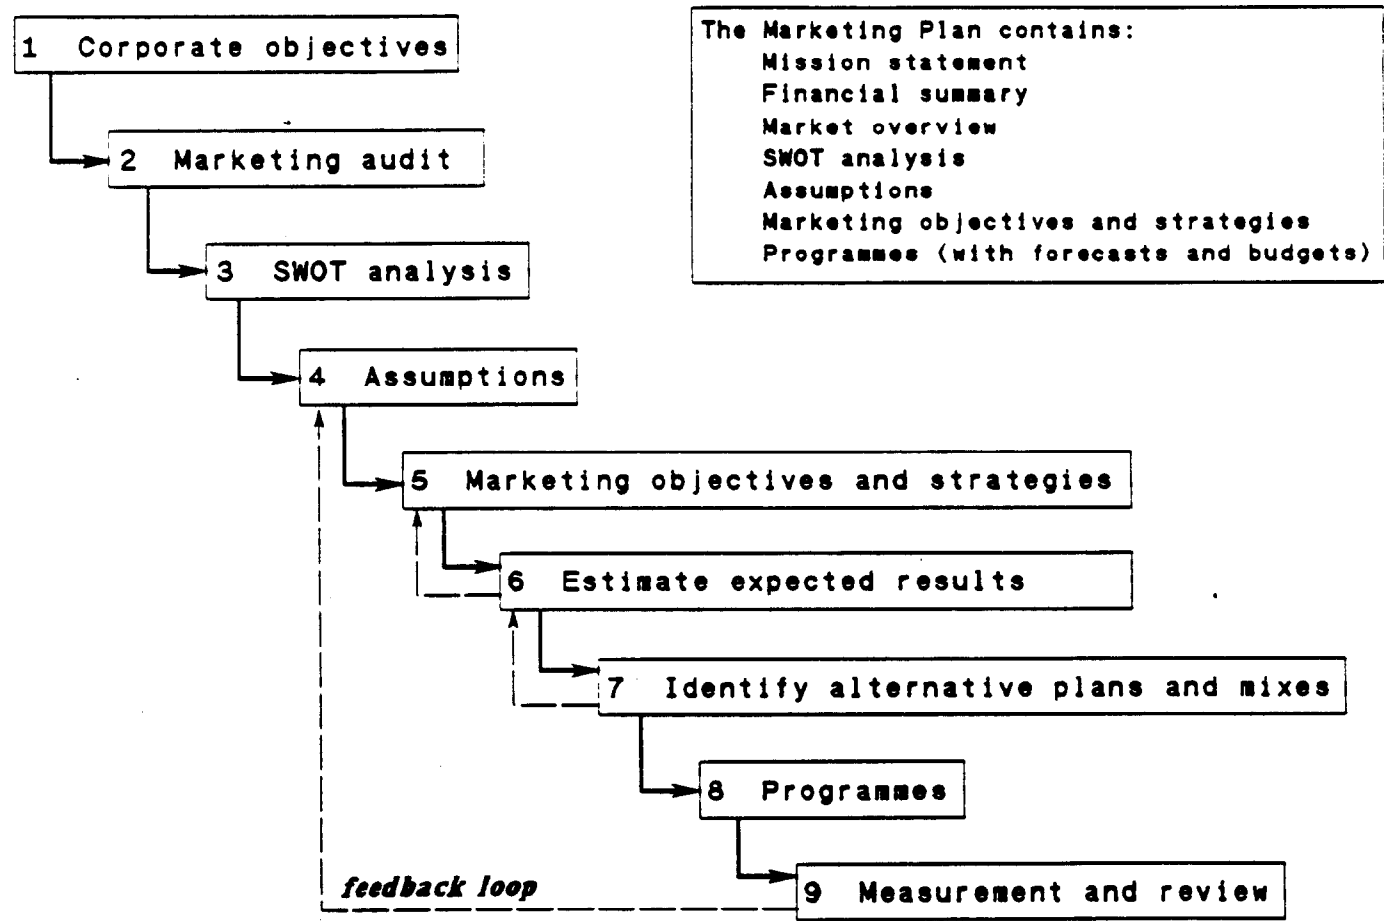 1 Corporate objectives
The Marketing Plan contains:
Mission statement
Financial summary
Market overview
SWOT analysis
Assumptions
Marketing objectives and strategies
Programmes (with forecasts and budgets)
2 Marketing audit
3 SWOT analysis
4 Assumptions
5 Marketing objectives and strategies
6 Estimate expected results
7 Identify alternative plans and mixes
8 Programmes
feedback loop
9 Measurement and review